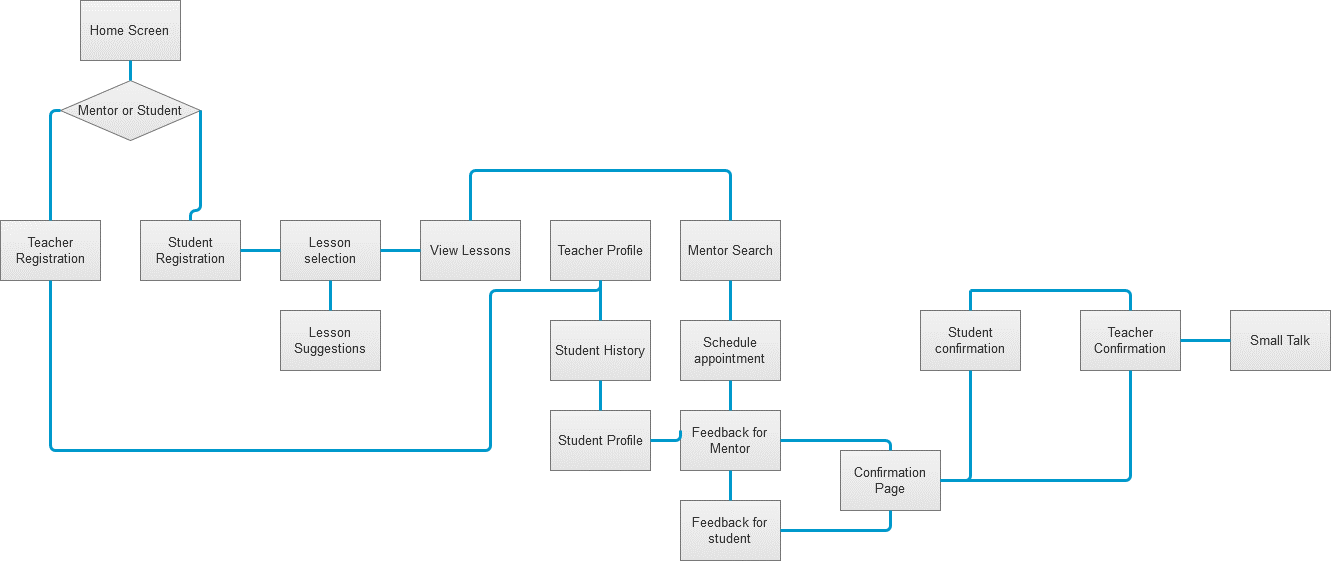 Home Screen
Mentor or Student
Teacher
Registration
Student
Registration
Lesson
selection
View Lessons
Teacher Profile
Mentor Search
Lesson
Suggestions
Student History
Schedule
appointment
Student
confirmation
Teacher
Confirmation
Small Talk
Student Profile
Feedback for
Mentor
Confirmation
Page
Feedback for
student